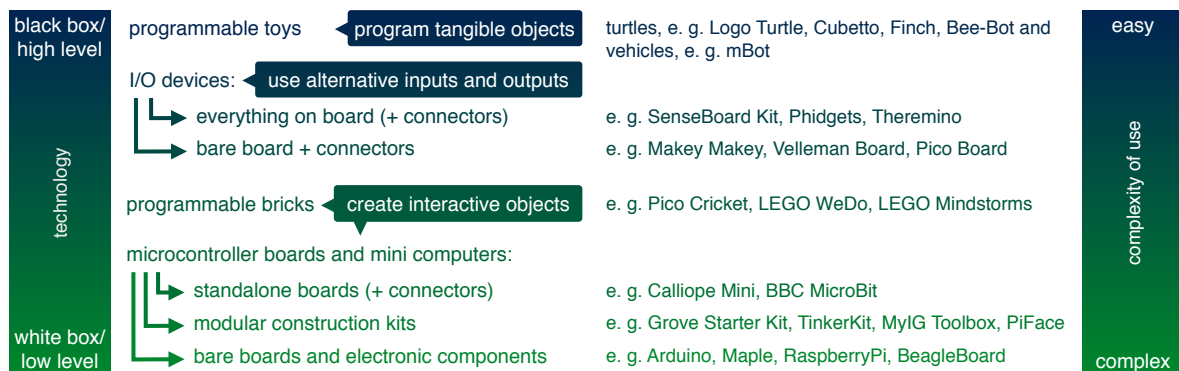 black box/
high level
programmable toys
program tangible objects
turtles, e. g. Logo Turtle, Cubetto, Finch, Bee-Bot and
vehicles, e. g. mBot
easy
I/O devices:
use alternative inputs and outputs
everything on board (+ connectors)
e. g. SenseBoard Kit, Phidgets, Theremino
bare board + connectors
e. g. Makey Makey, Velleman Board, Pico Board
technology
complexity of use
programmable bricks
create interactive objects
e. g. Pico Cricket, LEGO WeDo, LEGO Mindstorms
microcontroller boards and mini computers:
standalone boards (+ connectors)
e. g. Calliope Mini, BBC MicroBit
modular construction kits
e. g. Grove Starter Kit, TinkerKit, MyIG Toolbox, PiFace
white box/
low level
bare boards and electronic components
e. g. Arduino, Maple, RaspberryPi, BeagleBoard
complex